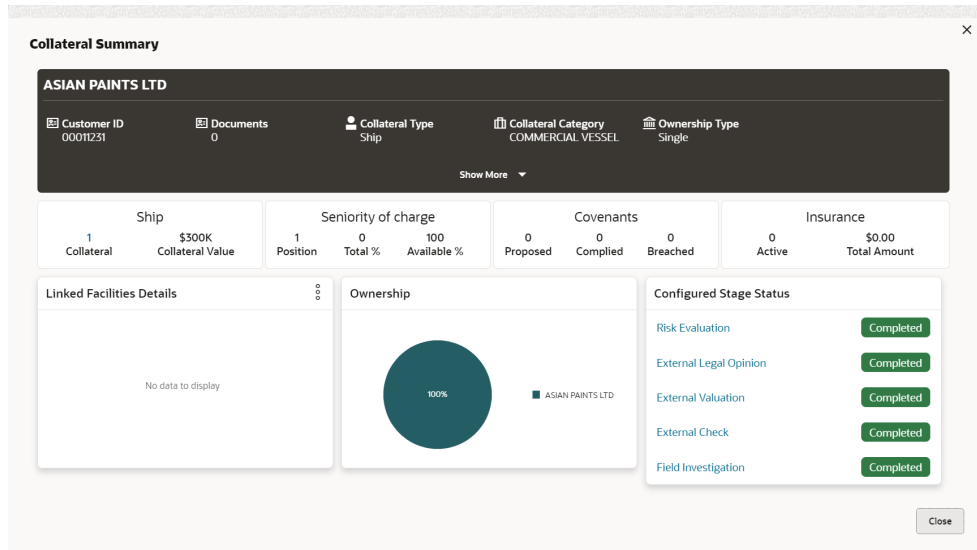 Collateral Summary
ASIAN PAINTS LTD
Customer ID Documents Collateral Type Collateral Category Ownership Type
00011231 0 Ship COMMERCIAL VESSEL Single
Show More
Ship Seniority of charge Covenants Insurance
1 $300K 1 0 100 0 0 0 0 $0.00
Collateral Collateral Value Position Total % Available % Proposed Complied Breached Active Total Amount
Linked Facilities Details Ownership Configured Stage Status
Risk Evaluation Completed
External Legal Opinion Completed
No data to display 100% ASIAN PAINTS LTD External Valuation Completed
External Check Completed
Field Investigation Completed
Close